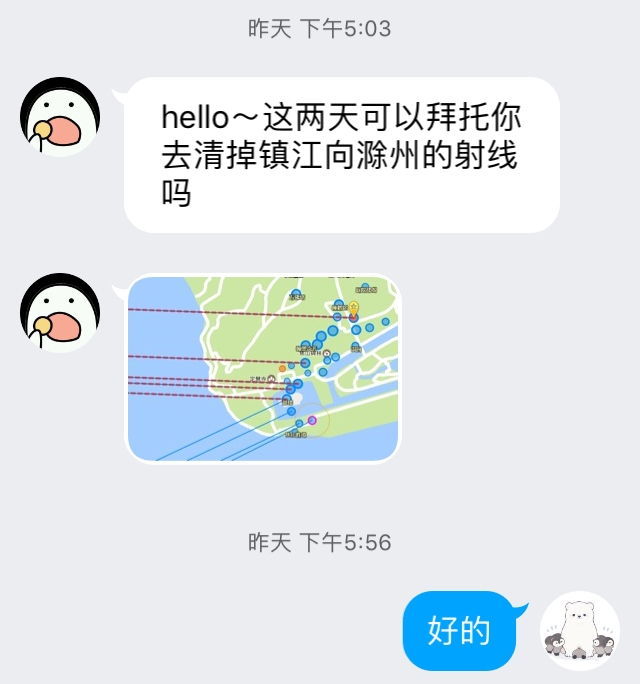 昨天 下午5:03
hello～这两天可以拜托你
去清掉镇江向滁州的射线
吗
昨天 下午5:56
好的